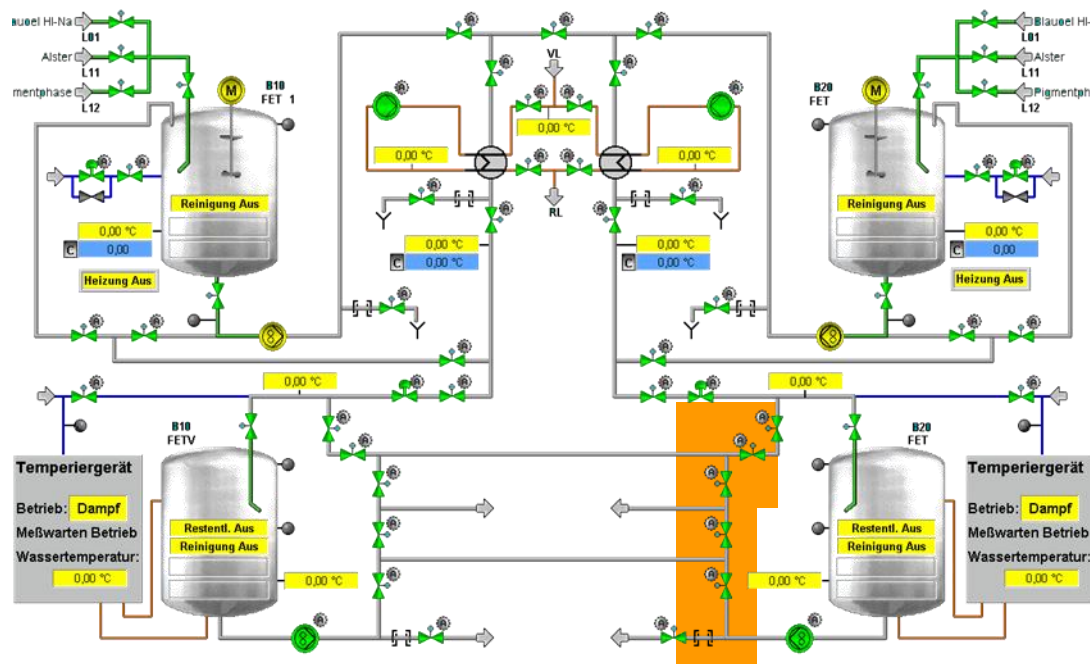 Blauoel Hl-Na
L01
Alster
L11
mentphase
L12
B10
FET 1
M
Reinigung Aus
0,00 °C
C
0,00
Heizung Aus
VL
0,00 °C
0,00 °C
0,00 °C
RL
0,00 °C
C
0,00 °C
0,00 °C
C
0,00 °C
Blauoel Hl-
L01
Alster
L11
Pigmentph
L12
B20
FET
M
Reinigung Aus
0,00 °C
C
0,00
Heizung Aus
0,00 °C
0,00 °C
B10
FETV
Temperiergerät
Betrieb: Dampf
Meßwarten Betrieb
Wassertemperatur:
0,00 °C
Restentl. Aus
Reinigung Aus
0,00 °C
B20
FET
Restentl. Aus
Reinigung Aus
0,00 °C
Temperiergerät
Betrieb: Dampf
Meßwarten Betrieb
Wassertemperatur:
0,00 °C